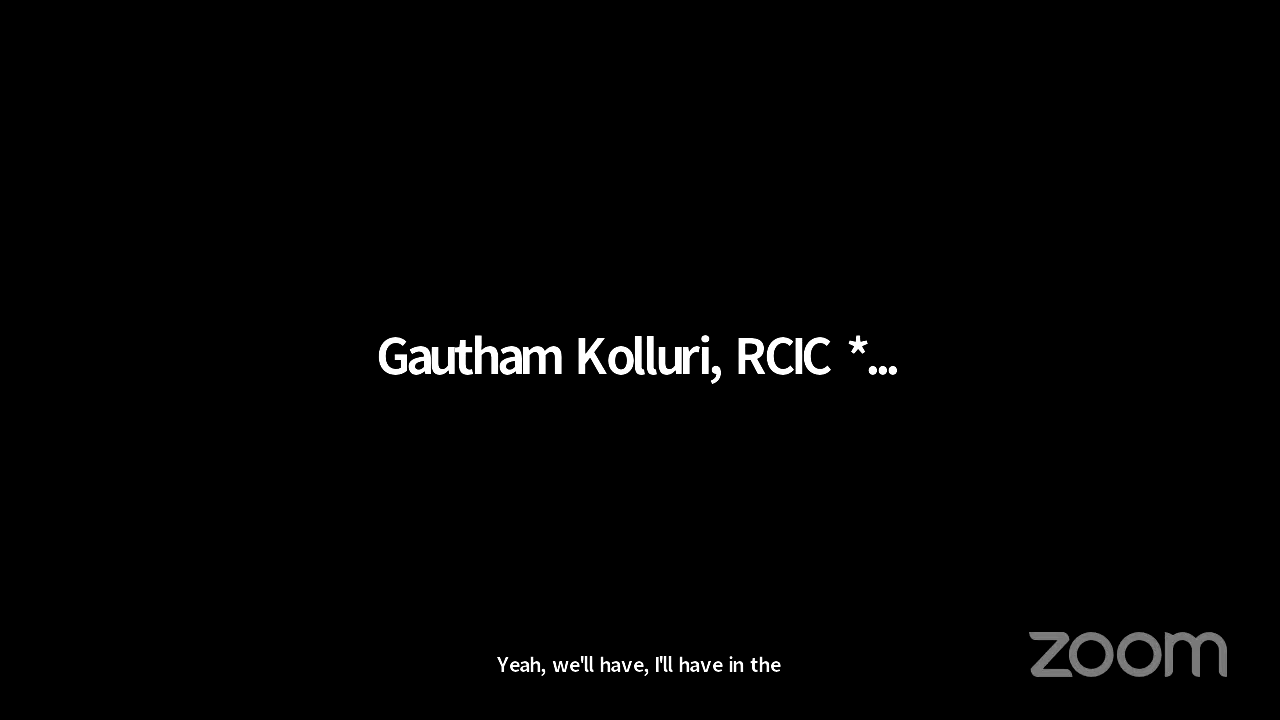 Gautham Kolluri, RCIC *...
Yeah, we'll have, I'll have in the
zoom